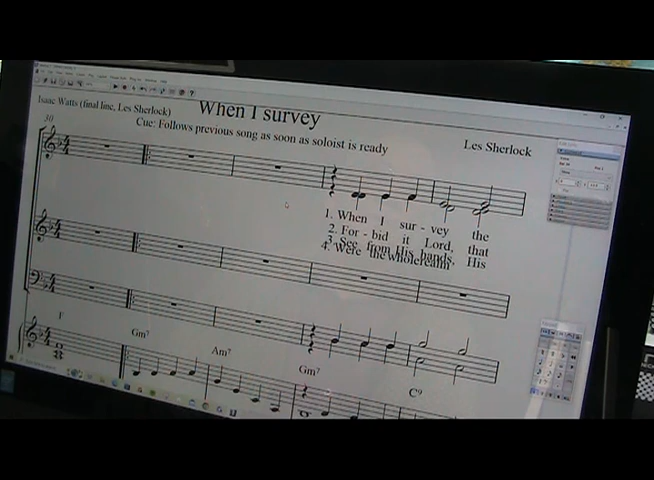 When I survey
Isaac Watts (final line, Les Sherlock)
Les Sherlock
Cue: Follows previous song as soon as soloist is ready
30
1. When I sur - vey the
2. For - bid it Lord, that
3. See, from His hands, His
4. Were the whole realm
F
Gm7
Am7
Gm7
C9